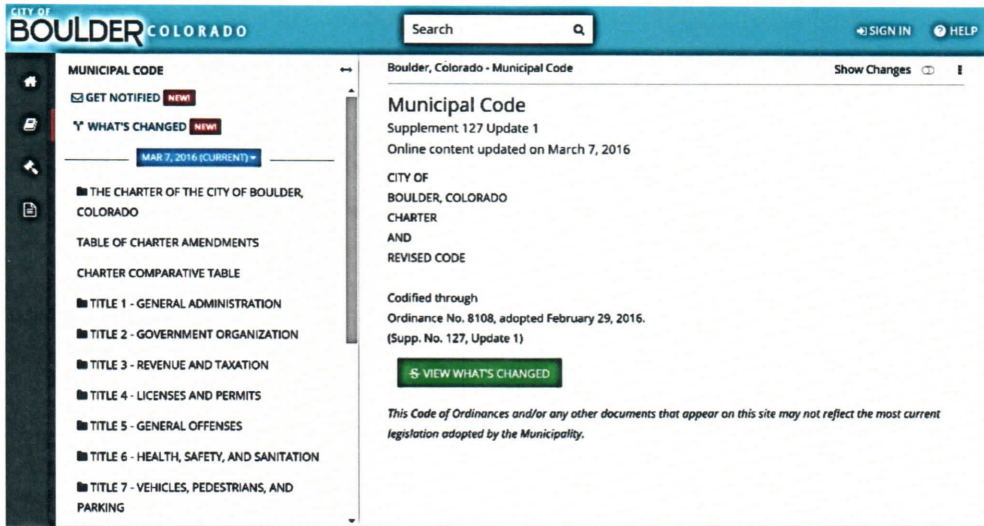 CITY OF
BOULDER COLORADO
Search
SIGN IN
HELP
MUNICIPAL CODE
GET NOTIFIED NEW!
WHAT'S CHANGED NEW!
MAR 7, 2016 (CURRENT)
THE CHARTER OF THE CITY OF BOULDER,
COLORADO
TABLE OF CHARTER AMENDMENTS
CHARTER COMPARATIVE TABLE
TITLE 1 - GENERAL ADMINISTRATION
TITLE 2 - GOVERNMENT ORGANIZATION
TITLE 3 - REVENUE AND TAXATION
TITLE 4 - LICENSES AND PERMITS
TITLE 5 - GENERAL OFFENSES
TITLE 6 - HEALTH, SAFETY, AND SANITATION
TITLE 7 - VEHICLES, PEDESTRIANS, AND
PARKING
Boulder, Colorado - Municipal Code
Show Changes
Municipal Code
Supplement 127 Update 1
Online content updated on March 7, 2016
CITY OF
BOULDER, COLORADO
CHARTER
AND
REVISED CODE
Codified through
Ordinance No. 8108, adopted February 29, 2016.
(Supp. No. 127, Update 1)
VIEW WHAT'S CHANGED
This Code of Ordinances and/or any other documents that appear on this site may not reflect the most current
legislation adopted by the Municipality.